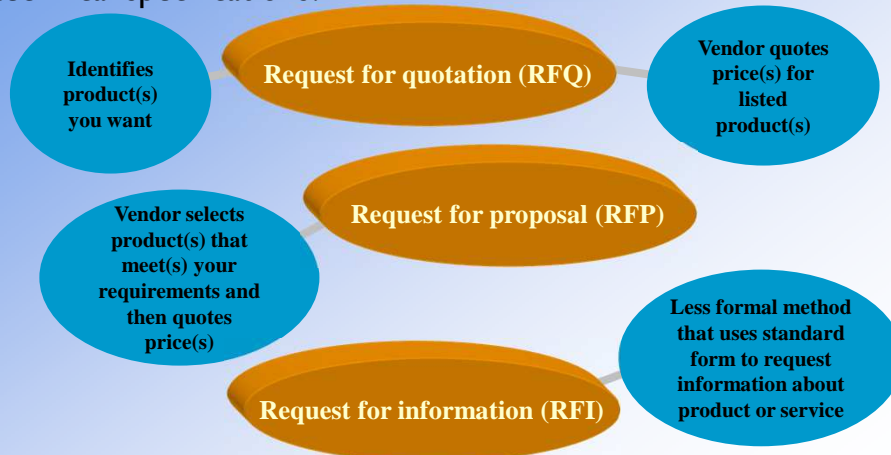 Identifies
product(s)
you want
Request for quotation (RFQ)
Vendor quotes
price(s) for
listed
product(s)
Request for proposal (RFP)
Vendor selects
product(s) that
meet(s) your
requirements and
then quotes
price(s)
Less formal method
that uses standard
form to request
information about
product or service
Request for information (RFI)